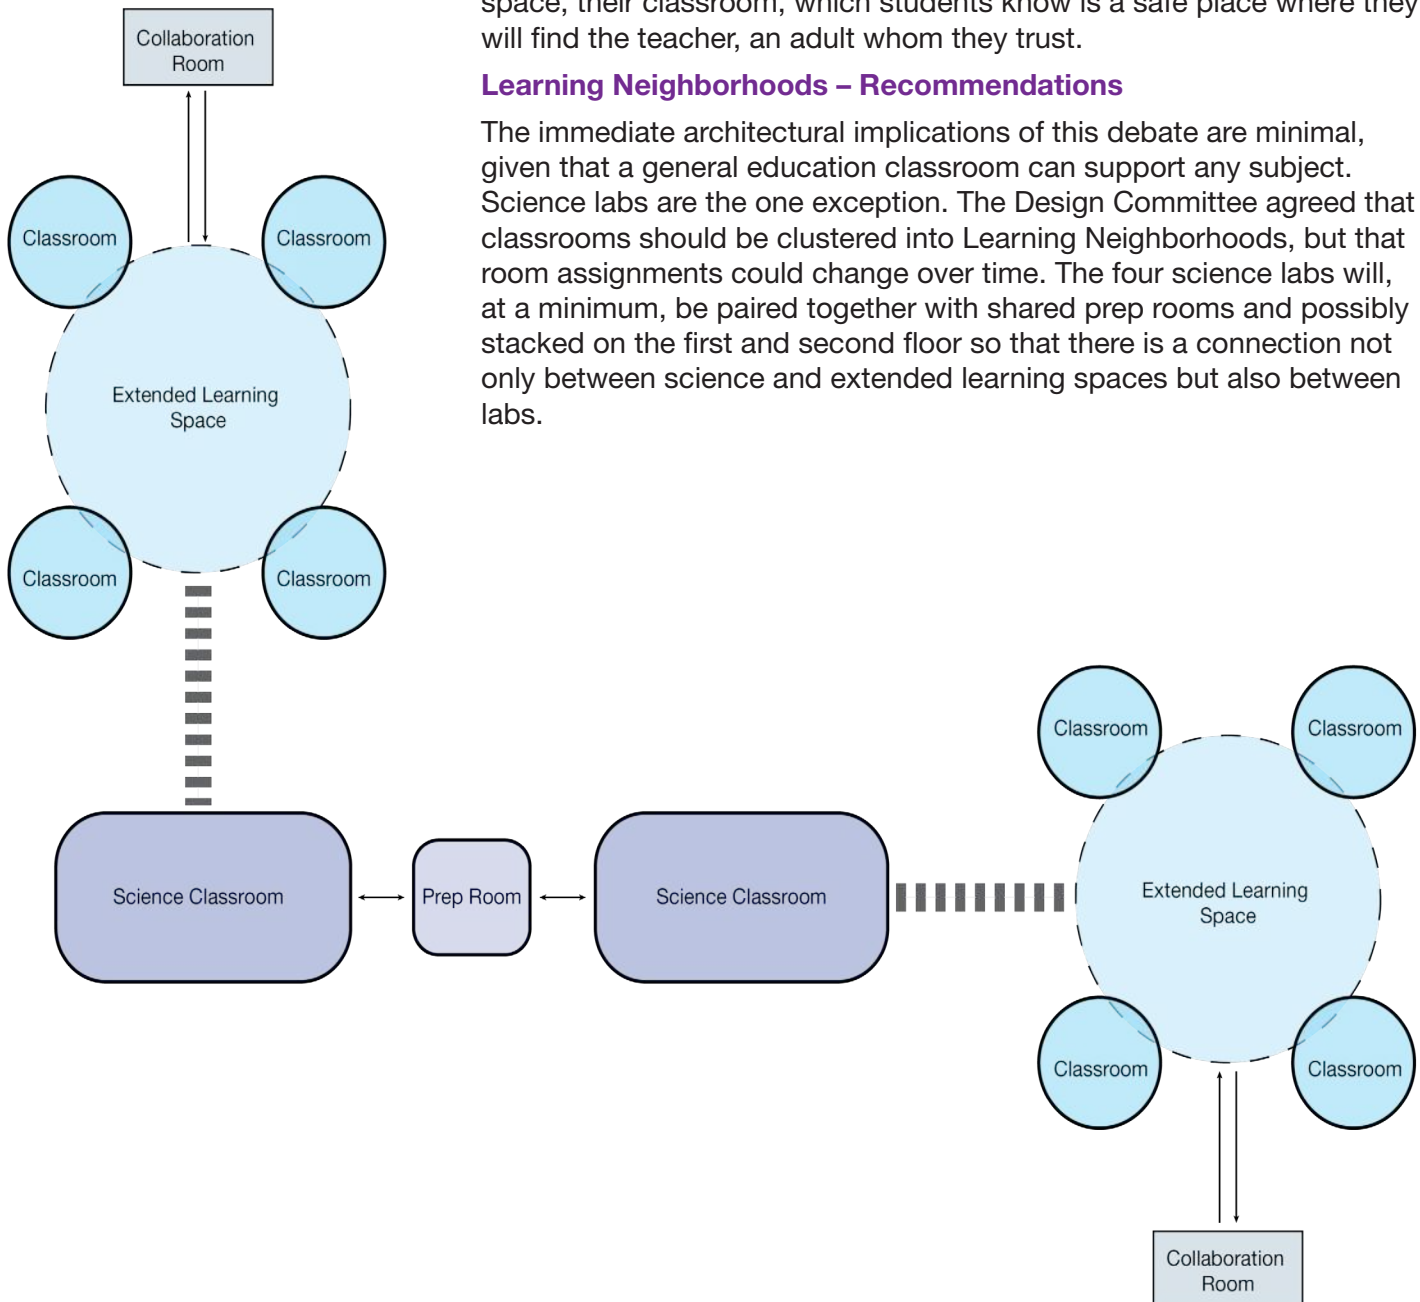 space, their classroom, which students know is a safe place where they
will find the teacher, an adult whom they trust.
Learning Neighborhoods – Recommendations
The immediate architectural implications of this debate are minimal,
given that a general education classroom can support any subject.
Science labs are the one exception. The Design Committee agreed that
classrooms should be clustered into Learning Neighborhoods, but that
room assignments could change over time. The four science labs will,
at a minimum, be paired together with shared prep rooms and possibly
stacked on the first and second floor so that there is a connection not
only between science and extended learning spaces but also between
labs.
Collaboration
Room
Classroom
Classroom
Extended Learning
Space
Classroom
Classroom
Science Classroom
Prep Room
Science Classroom
Classroom
Classroom
Extended Learning
Space
Classroom
Classroom
Collaboration
Room